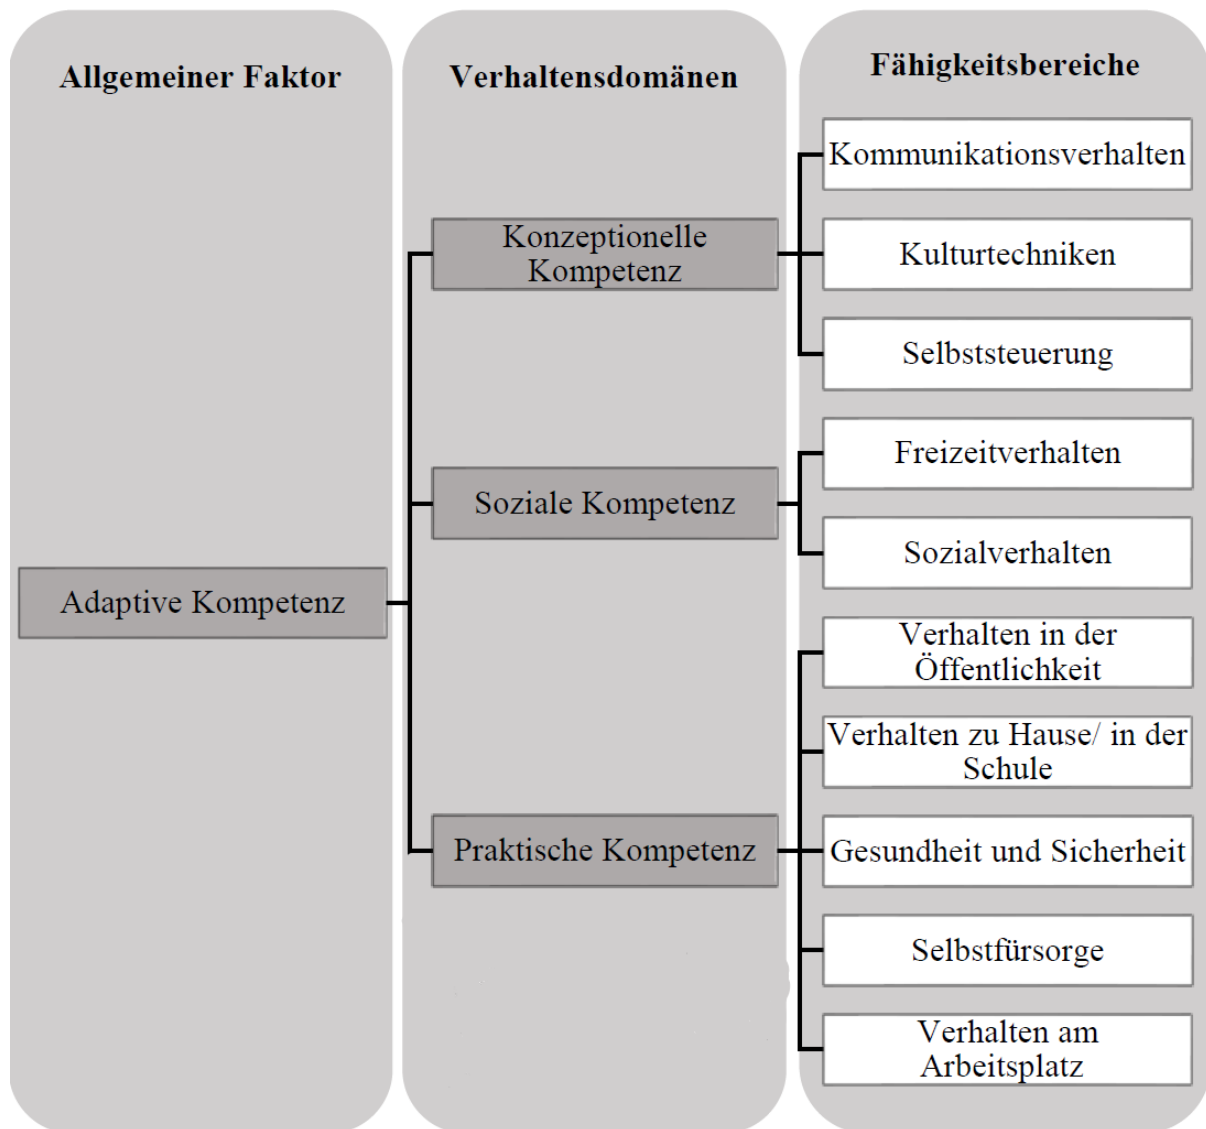 Allgemeiner Faktor
Adaptive Kompetenz
Verhaltensdomänen
Konzeptionelle
Kompetenz
Soziale Kompetenz
Praktische Kompetenz
Fähigkeitsbereiche
Kommunikationsverhalten
Kulturtechniken
Selbststeuerung
Freizeitverhalten
Sozialverhalten
Verhalten in der
Öffentlichkeit
Verhalten zu Hause/ in der
Schule
Gesundheit und Sicherheit
Selbstfürsorge
Verhalten am
Arbeitsplatz